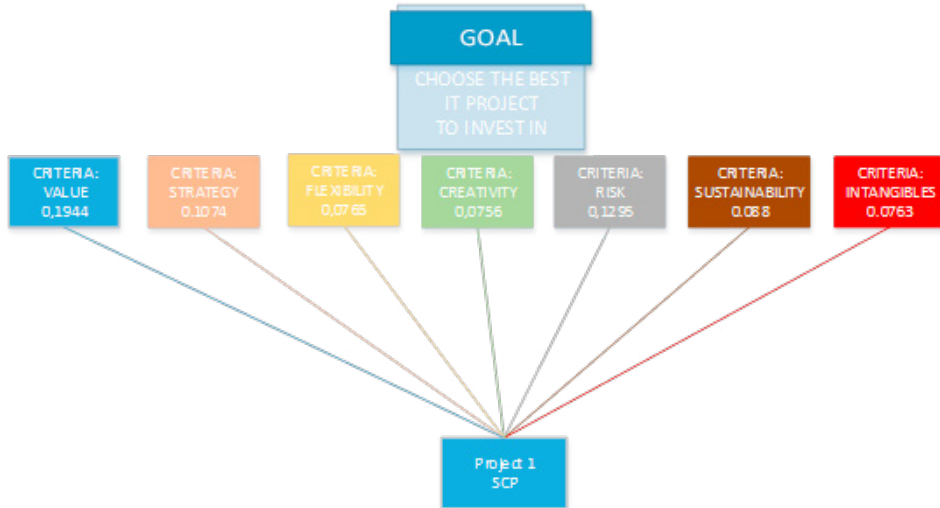 GOAL
CHOOSE THE BEST
IT PROJECT
TO INVEST IN
CRITERIA:
VALUE
0,1944
CRITERIA:
STRATEGY
0.1074
CRITERIA:
FLEXIBILITY
0,0765
CRITERIA:
CREATIVITY
0,0756
CRITERIA:
RISK
0,1295
CRITERIA:
SUSTAINABILITY
0.088
CRITERIA:
INTANGIBLES
0.0763
Project 1
SCP